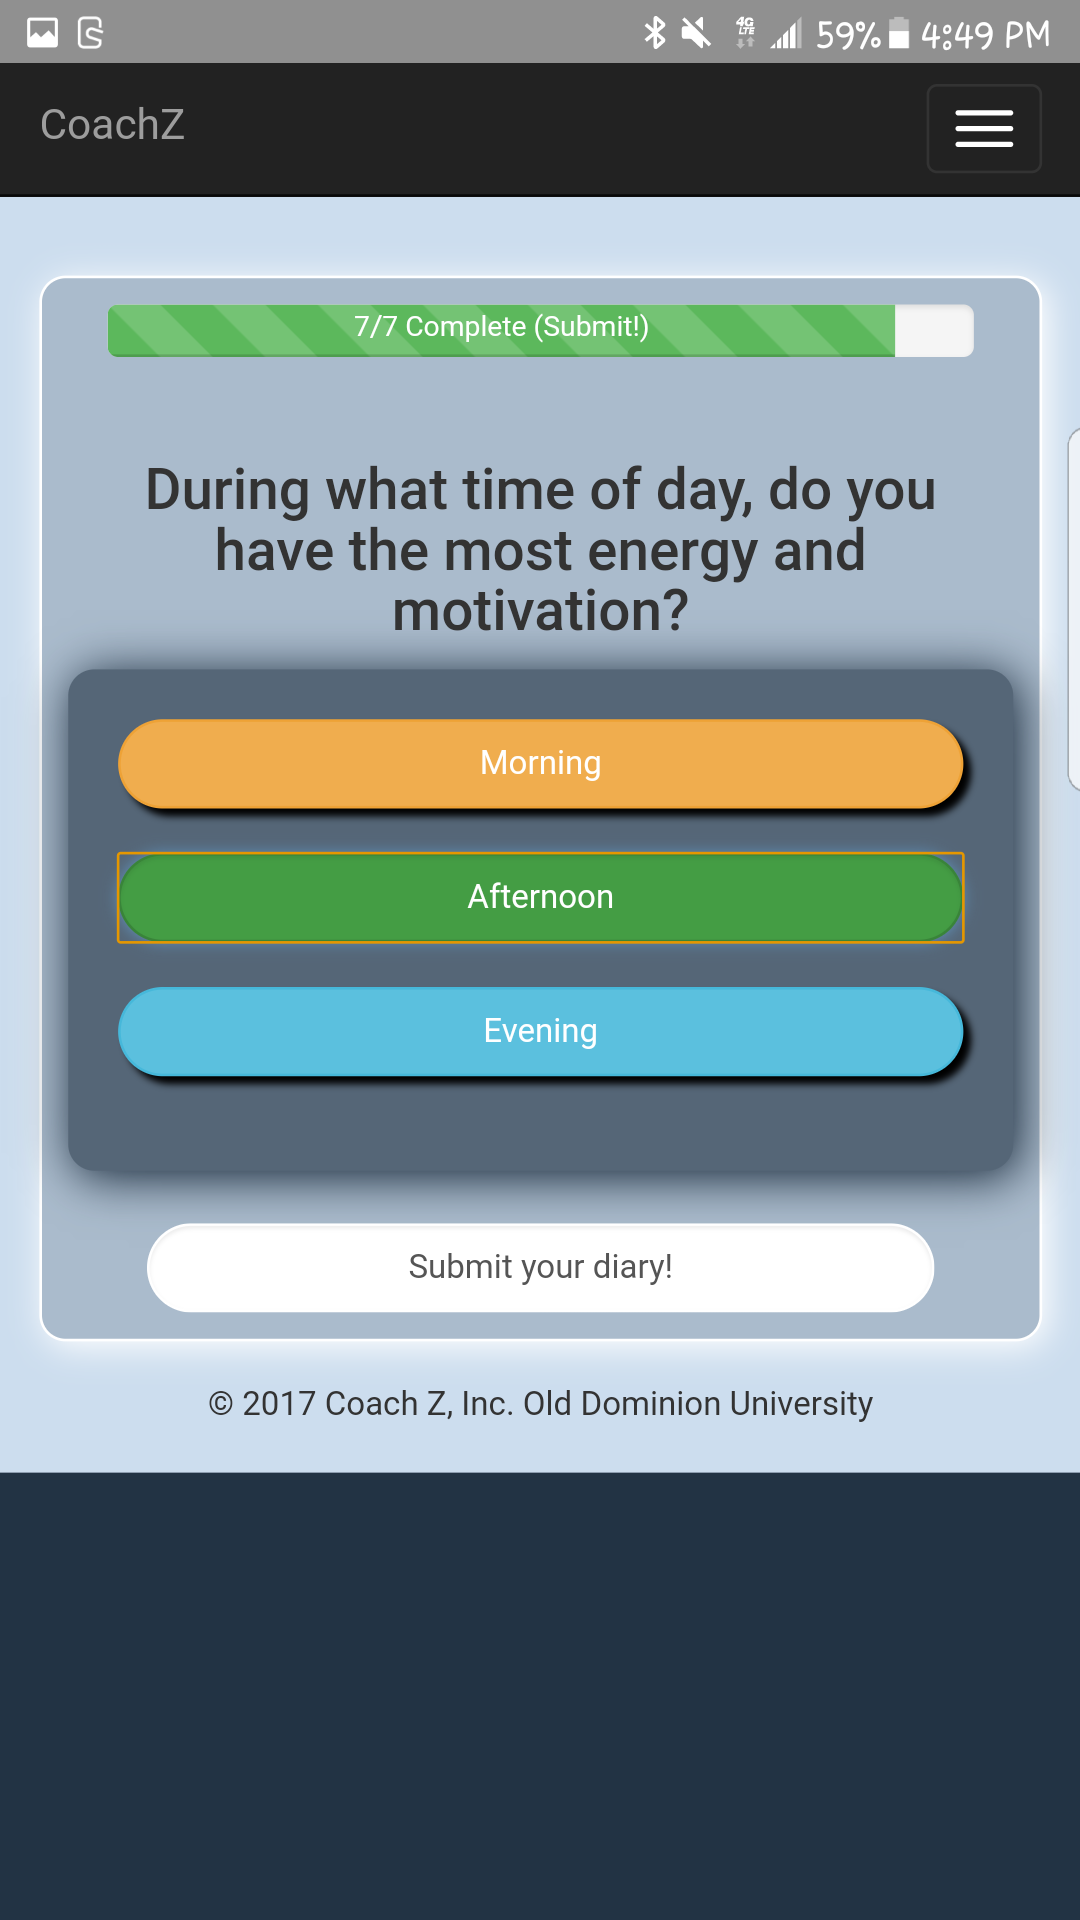 4G LTE 59% 4:49 PM
CoachZ
7/7 Complete (Submit!)
During what time of day, do you
have the most energy and
motivation?
Morning
Afternoon
Evening
Submit your diary!
© 2017 Coach Z, Inc. Old Dominion University